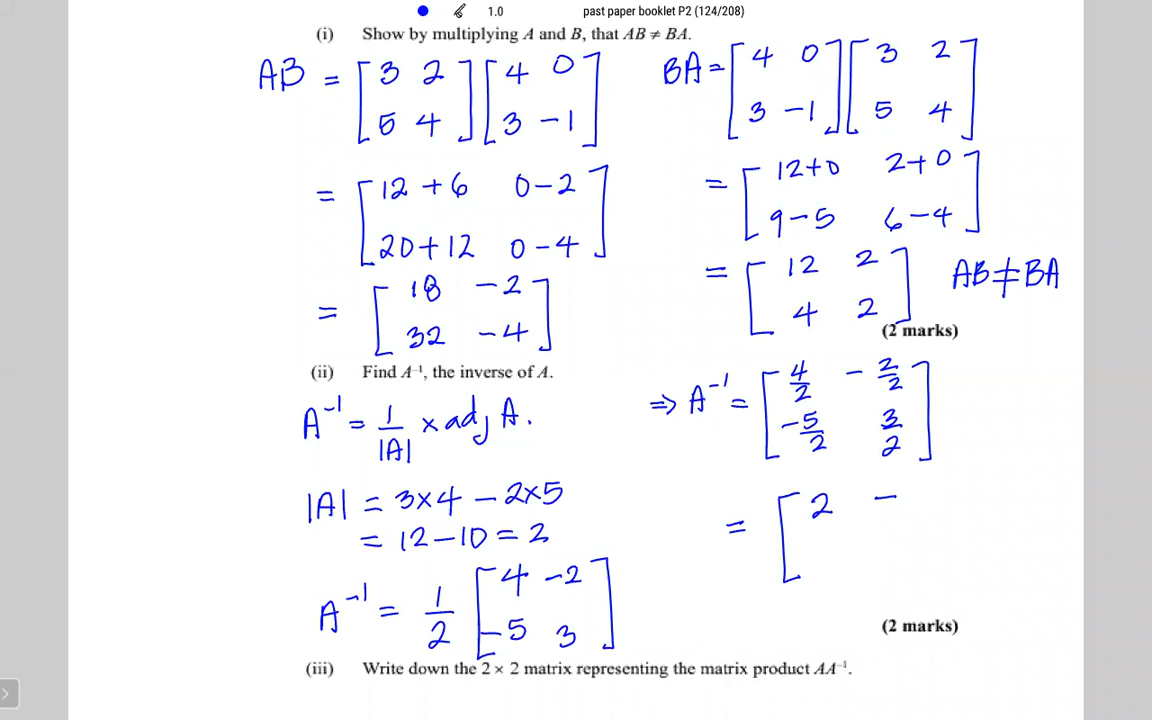 1.0 past paper booklet P2 (124/208)
(i) Show by multiplying A and B, that AB ≠ BA.
AB = [3 2; 5 4] [4 0; 3 -1]
= [12 + 6 0 - 2; 20 + 12 0 - 4]
= [18 -2; 32 -4]
BA = [4 0; 3 -1] [3 2; 5 4]
= [12+0 2+0; 9-5 6-4]
= [12 2; 4 2] AB ≠ BA
(2 marks)
(ii) Find A⁻¹, the inverse of A.
A⁻¹ = 1/|A| × adj A.
|A| = 3×4 - 2×5
= 12 - 10 = 2
A⁻¹ = 1/2 [4 -2; -5 3]
⇒ A⁻¹ = [4/2 -2/2; -5/2 3/2]
= [2 -
(2 marks)
(iii) Write down the 2 × 2 matrix representing the matrix product AA⁻¹.